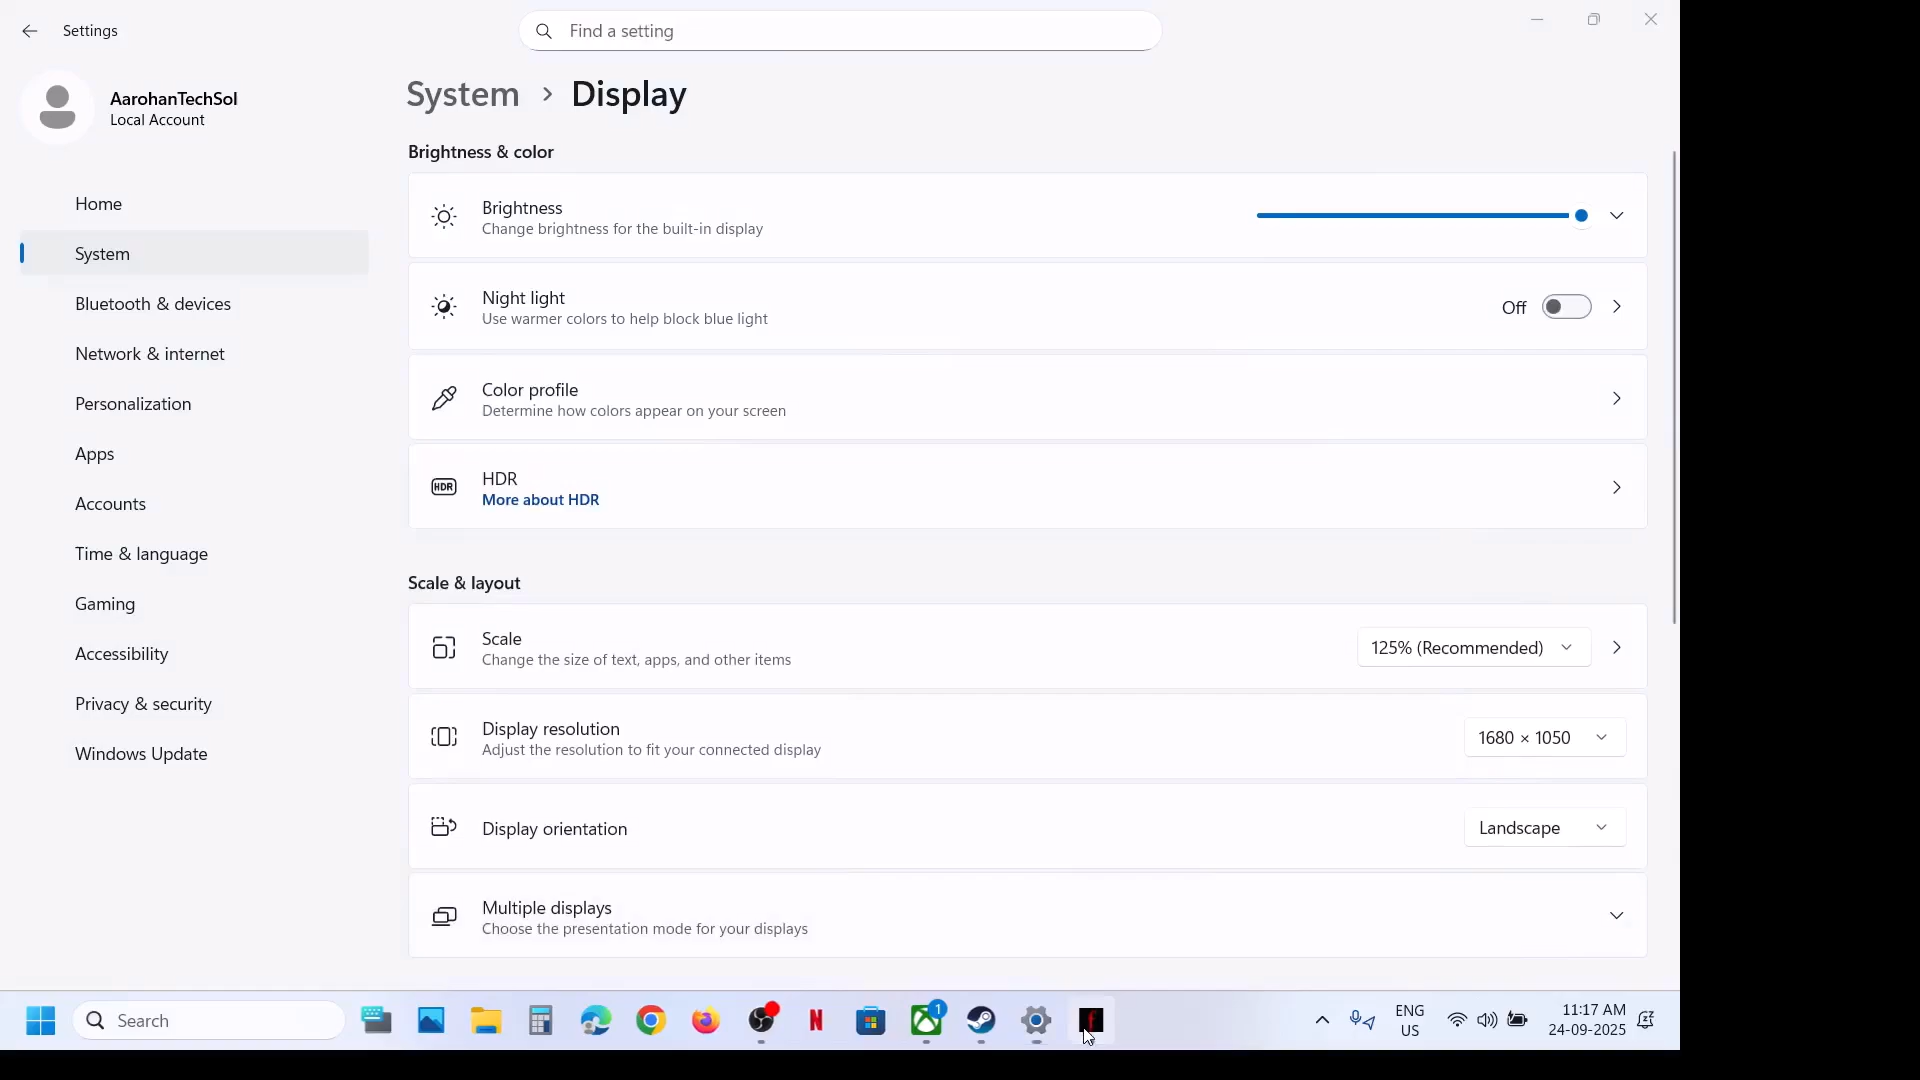 Settings
Find a setting
AarohanTechSol
Local Account
System > Display
Home
System
Bluetooth & devices
Network & internet
Personalization
Apps
Accounts
Time & language
Gaming
Accessibility
Privacy & security
Windows Update
Brightness & color
Brightness
Change brightness for the built-in display
Night light
Use warmer colors to help block blue light
Off
Color profile
Determine how colors appear on your screen
HDR
HDR
More about HDR
Scale & layout
Scale
Change the size of text, apps, and other items
125% (Recommended)
Display resolution
Adjust the resolution to fit your connected display
1680 × 1050
Display orientation
Landscape
Multiple displays
Choose the presentation mode for your displays
Search
N
1
f
ENG
US
11:17 AM
24-09-2025